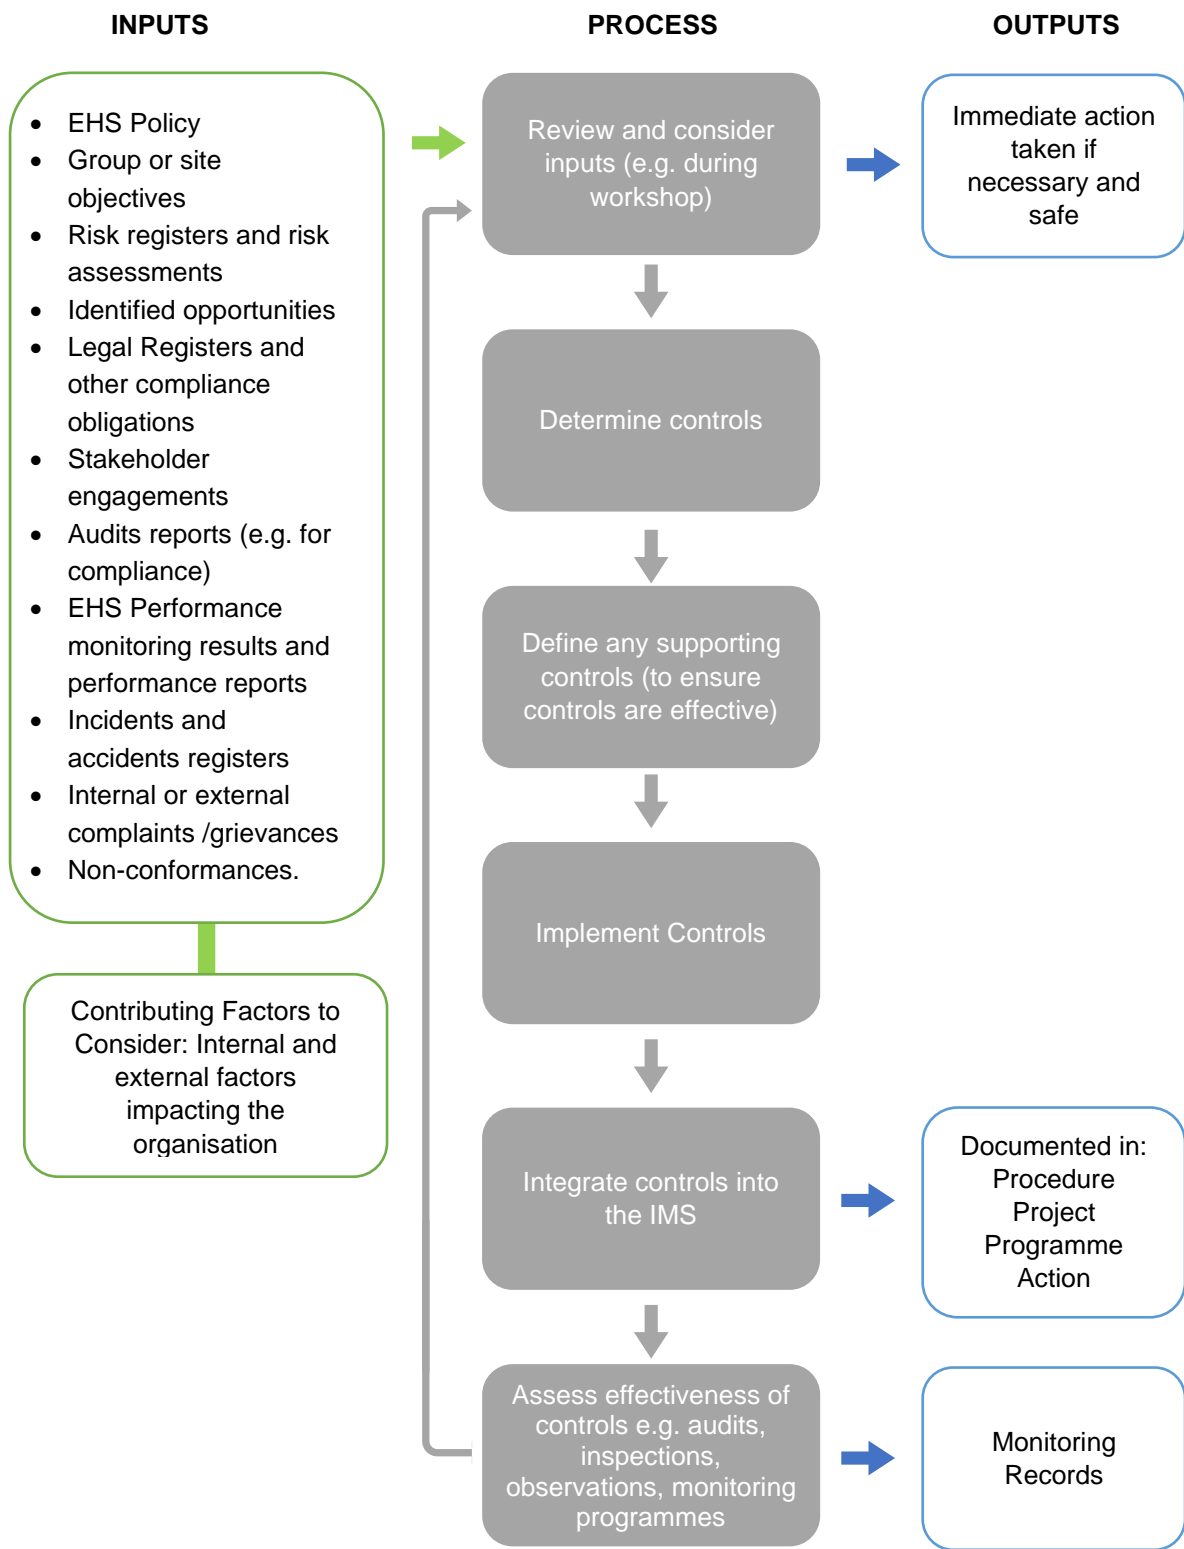 INPUTS
PROCESS
OUTPUTS
• EHS Policy
• Group or site
objectives
• Risk registers and risk
assessments
• Identified opportunities
• Legal Registers and
other compliance
obligations
• Stakeholder
engagements
• Audits reports (e.g. for
compliance)
• EHS Performance
monitoring results and
performance reports
• Incidents and
accidents registers
• Internal or external
complaints /grievances
• Non-conformances.
Contributing Factors to
Consider: Internal and
external factors
impacting the
organisation
Review and consider
inputs (e.g. during
workshop)
Determine controls
Define any supporting
controls (to ensure
controls are effective)
Implement Controls
Integrate controls into
the IMS
Assess effectiveness of
controls e.g. audits,
inspections,
observations, monitoring
programmes
Immediate action
taken if
necessary and
safe
Documented in:
Procedure
Project
Programme
Action
Monitoring
Records